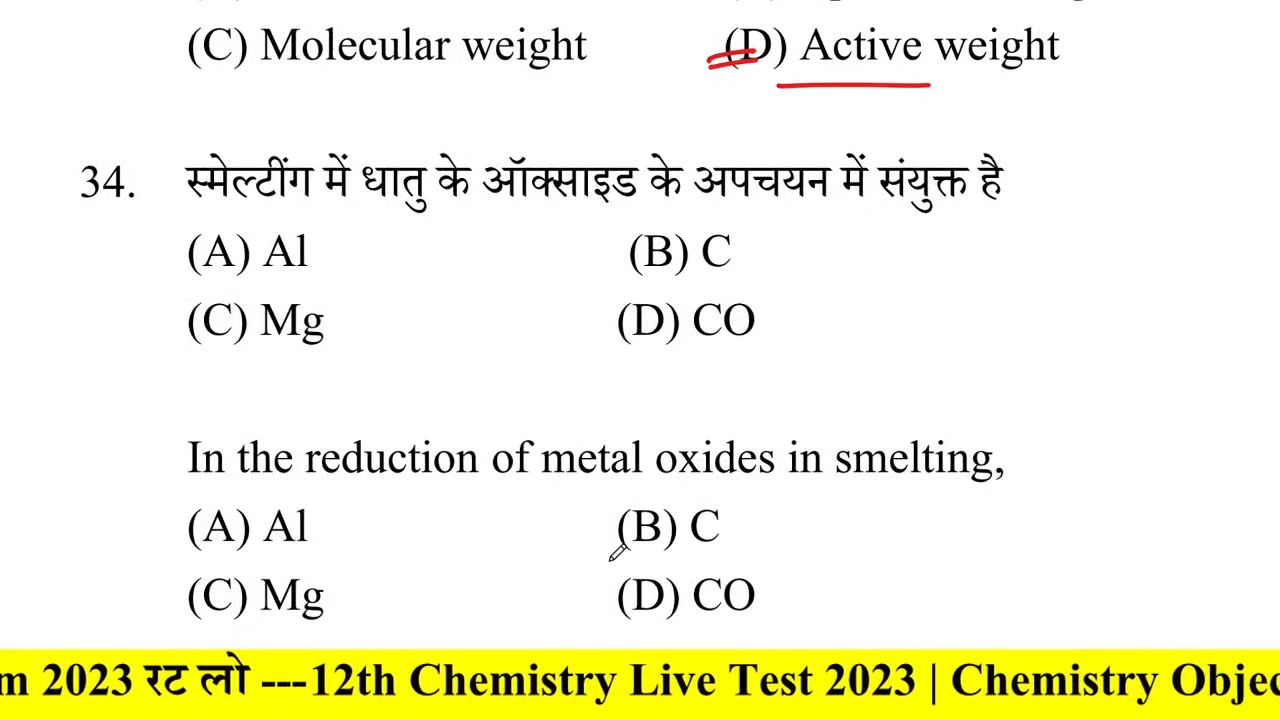 (C) Molecular weight (D) Active weight
34. स्मेल्टींग में धातु के ऑक्साइड के अपचयन में संयुक्त है
(A) Al (B) C
(C) Mg (D) CO
In the reduction of metal oxides in smelting,
(A) Al (B) C
(C) Mg (D) CO
m 2023 रट लो ---12th Chemistry Live Test 2023 | Chemistry Objec